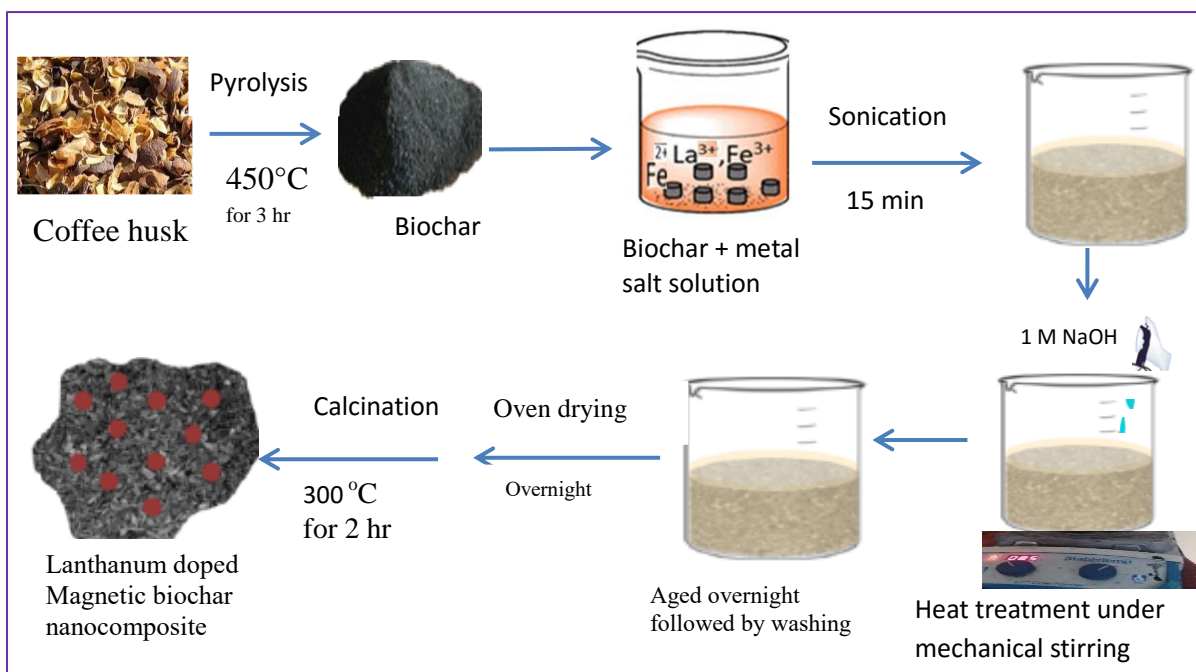 Pyrolysis
450°C
for 3 hr
Coffee husk
Biochar
2+ La3+,Fe3+
Fe
Biochar + metal
salt solution
Sonication
15 min
1 M NaOH
Heat treatment under
mechanical stirring
Aged overnight
followed by washing
Oven drying
Overnight
Calcination
300 °C
for 2 hr
Lanthanum doped
Magnetic biochar
nanocomposite